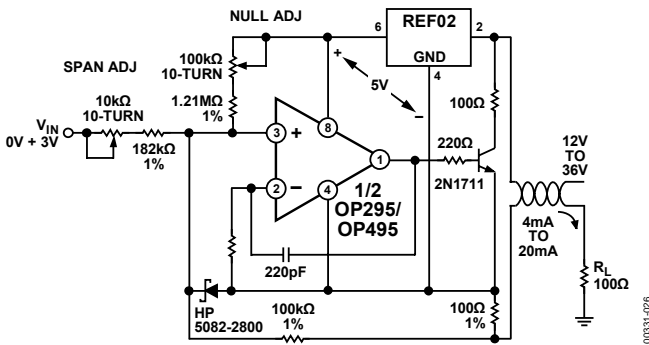 NULL ADJ
SPAN ADJ
10kΩ
10-TURN
VIN
0V + 3V
182kΩ
1%
100kΩ
10-TURN
1.21MΩ
1%
6
REF02
2
GND
4
+
5V
–
100Ω
3
+
8
2
–
4
1
1/2
OP295/
OP495
220Ω
2N1711
220pF
12V
TO
36V
4mA
TO
20mA
RL
100Ω
HP
5082-2800
100kΩ
1%
100Ω
1%
00331-026